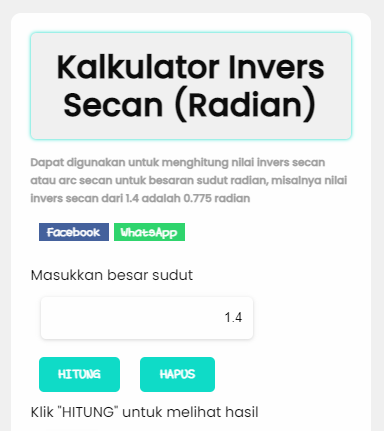 Kalkulator Invers
Secan (Radian)
Dapat digunakan untuk menghitung nilai invers secan
atau arc secan untuk besaran sudut radian, misalnya nilai
invers secan dari 1.4 adalah 0.775 radian
Facebook WhatsApp
Masukkan besar sudut
1.4
HITUNG HAPUS
Klik "HITUNG" untuk melihat hasil